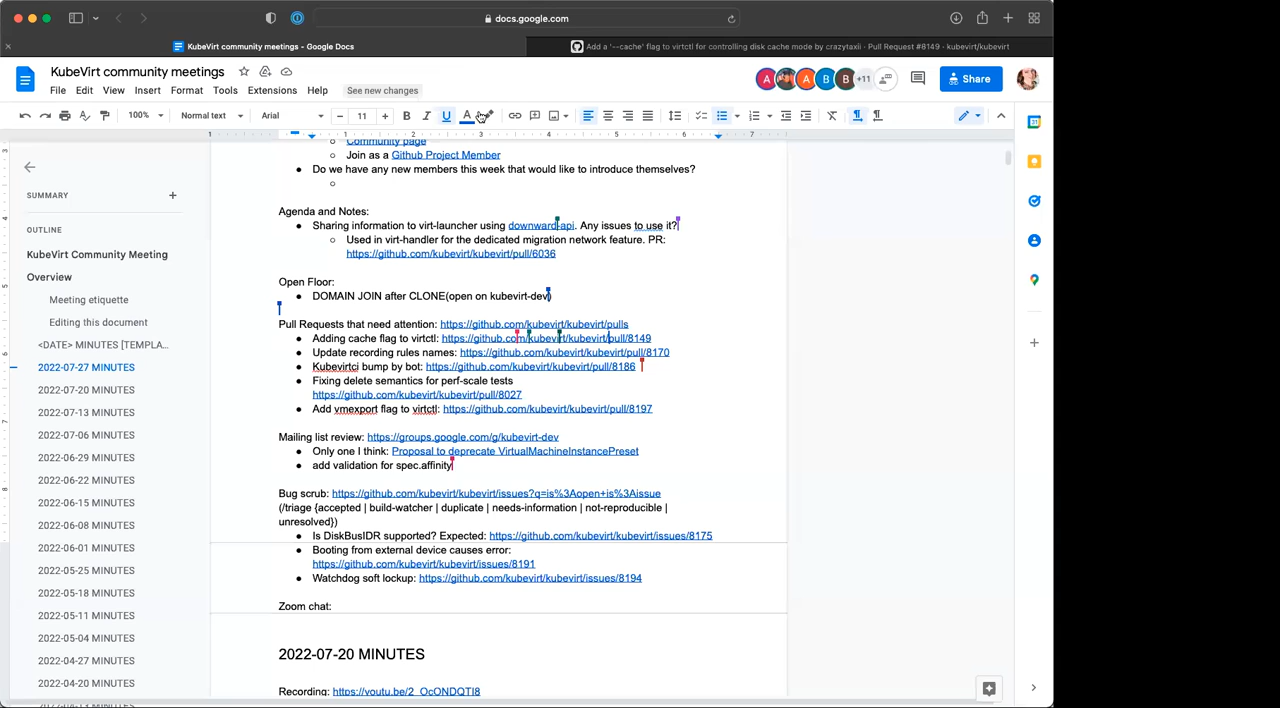 docs.google.com
KubeVirt community meetings - Google Docs
Add a '--cache' flag to virtctl for controlling disk cache mode by crazytaxii · Pull Request #8149 · kubevirt/kubevirt
KubeVirt community meetings
A A B B +11
Share
File Edit View Insert Format Tools Extensions Help See new changes
100% Normal text Arial − 11 + B I U A
1 1 2 3 4 5 6 7
Community page
Join as a Github Project Member
Do we have any new members this week that would like to introduce themselves?
SUMMARY +
OUTLINE
KubeVirt Community Meeting
Overview
Meeting etiquette
Editing this document
<DATE> MINUTES [TEMPLA...
2022-07-27 MINUTES
2022-07-20 MINUTES
2022-07-13 MINUTES
2022-07-06 MINUTES
2022-06-29 MINUTES
2022-06-22 MINUTES
2022-06-15 MINUTES
2022-06-08 MINUTES
2022-06-01 MINUTES
2022-05-25 MINUTES
2022-05-18 MINUTES
2022-05-11 MINUTES
2022-05-04 MINUTES
2022-04-27 MINUTES
2022-04-20 MINUTES
Agenda and Notes:
Sharing information to virt-launcher using downward-api. Any issues to use it?
Used in virt-handler for the dedicated migration network feature. PR:
https://github.com/kubevirt/kubevirt/pull/6036
Open Floor:
DOMAIN JOIN after CLONE(open on kubevirt-dev)
Pull Requests that need attention: https://github.com/kubevirt/kubevirt/pulls
Adding cache flag to virtctl: https://github.com/kubevirt/kubevirt/pull/8149
Update recording rules names: https://github.com/kubevirt/kubevirt/pull/8170
Kubevirtci bump by bot: https://github.com/kubevirt/kubevirt/pull/8186
Fixing delete semantics for perf-scale tests
https://github.com/kubevirt/kubevirt/pull/8027
Add vmexport flag to virtctl: https://github.com/kubevirt/kubevirt/pull/8197
Mailing list review: https://groups.google.com/g/kubevirt-dev
Only one I think: Proposal to deprecate VirtualMachineInstancePreset
add validation for spec.affinity
Bug scrub: https://github.com/kubevirt/kubevirt/issues?q=is%3Aopen+is%3Aissue
(/triage {accepted | build-watcher | duplicate | needs-information | not-reproducible |
unresolved})
Is DiskBusIDR supported? Expected: https://github.com/kubevirt/kubevirt/issues/8175
Booting from external device causes error:
https://github.com/kubevirt/kubevirt/issues/8191
Watchdog soft lockup: https://github.com/kubevirt/kubevirt/issues/8194
Zoom chat:
2022-07-20 MINUTES
Recording: https://youtu.be/2_OcONDQTI8